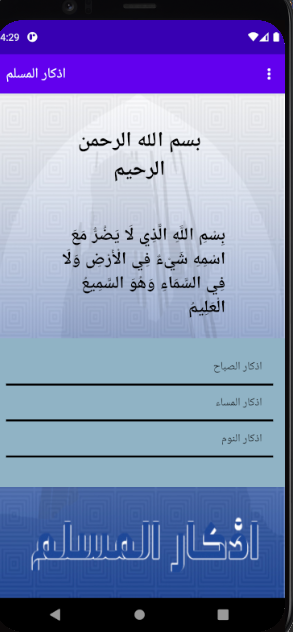 4:29
اذكار المسلم
بسم الله الرحمن
الرحيم
بِسْمِ اللَّهِ الَّذِي لَا يَضُرُّ مَعَ
اسْمِهِ شَيْءٌ فِي الْأَرْضِ وَلَا
فِي السَّمَاءِ وَهُوَ السَّمِيعُ
الْعَلِيمُ
اذكار الصباح
اذكار المساء
اذكار النوم
اذكار المسلم